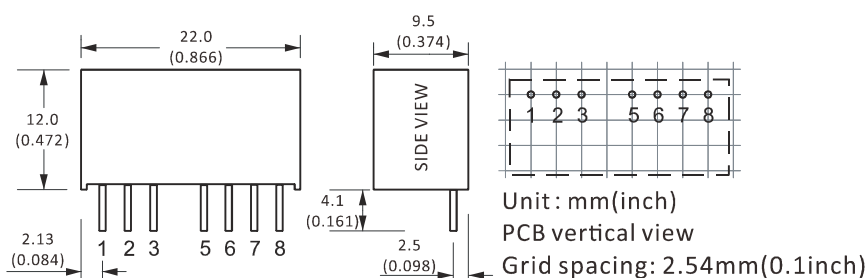 22.0
(0.866)
9.5
(0.374)
12.0
(0.472)
SIDE VIEW
1 2 3 5 6 7 8
4.1
(0.161)
2.13
(0.084)
1 2 3 5 6 7 8
2.5
(0.098)
Unit: mm(inch)
PCB vertical view
Grid spacing: 2.54mm(0.1inch)